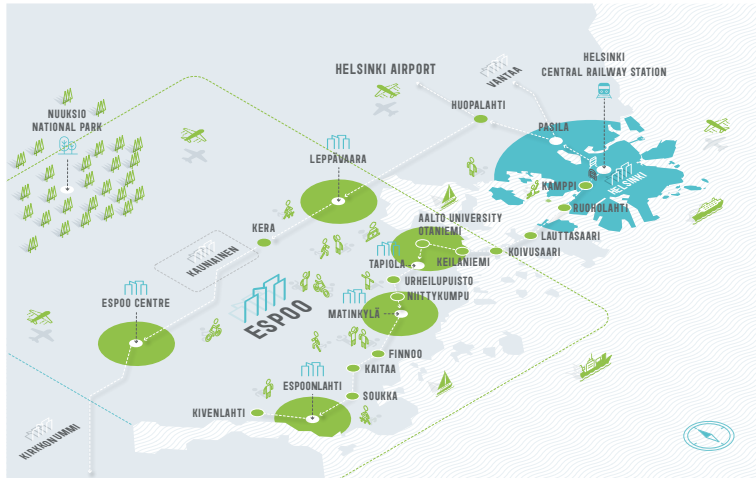 HELSINKI
CENTRAL RAILWAY STATION
HELSINKI AIRPORT
VANTAA
NUUKSIO
NATIONAL PARK
HUOPALAHTI
PASILA
LEPPÄVAARA
HELSINKI
KAMPPI
RUOHOLAHTI
AALTO UNIVERSITY
OTANIEMI
KERA
LAUTTASAARI
KAUNIAINEN
KEILANIEMI
KOIVUSAARI
TAPIOLA
URHEILUPUISTO
ESPOO CENTRE
ESPOO
NIITTYKUMPU
MATINKYLÄ
FINNOO
KAITAA
ESPOONLAHTI
SOUKKA
KIVENLAHTI
KIRKKONUMMI